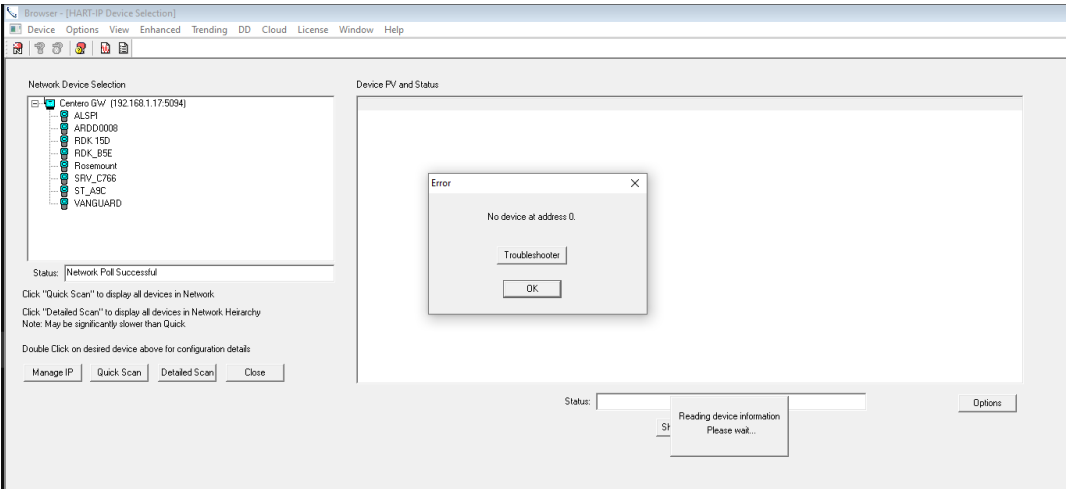 Browser - [HART-IP Device Selection]
Device Options View Enhanced Trending DD Cloud License Window Help
Network Device Selection
Centero GW (192.168.1.17:5094)
ALSPI
ARDD0008
RDK 15D
RDK_B5E
Rosemount
SRV_C766
ST_A9C
VANGUARD
Status: Network Poll Successful
Click "Quick Scan" to display all devices in Network
Click "Detailed Scan" to display all devices in Network Heirarchy
Note: May be significantly slower than Quick
Double Click on desired device above for configuration details
Manage IP Quick Scan Detailed Scan Close
Device PV and Status
Error
No device at address 0.
Troubleshooter
OK
Status:
Options
Reading device information
Please wait...